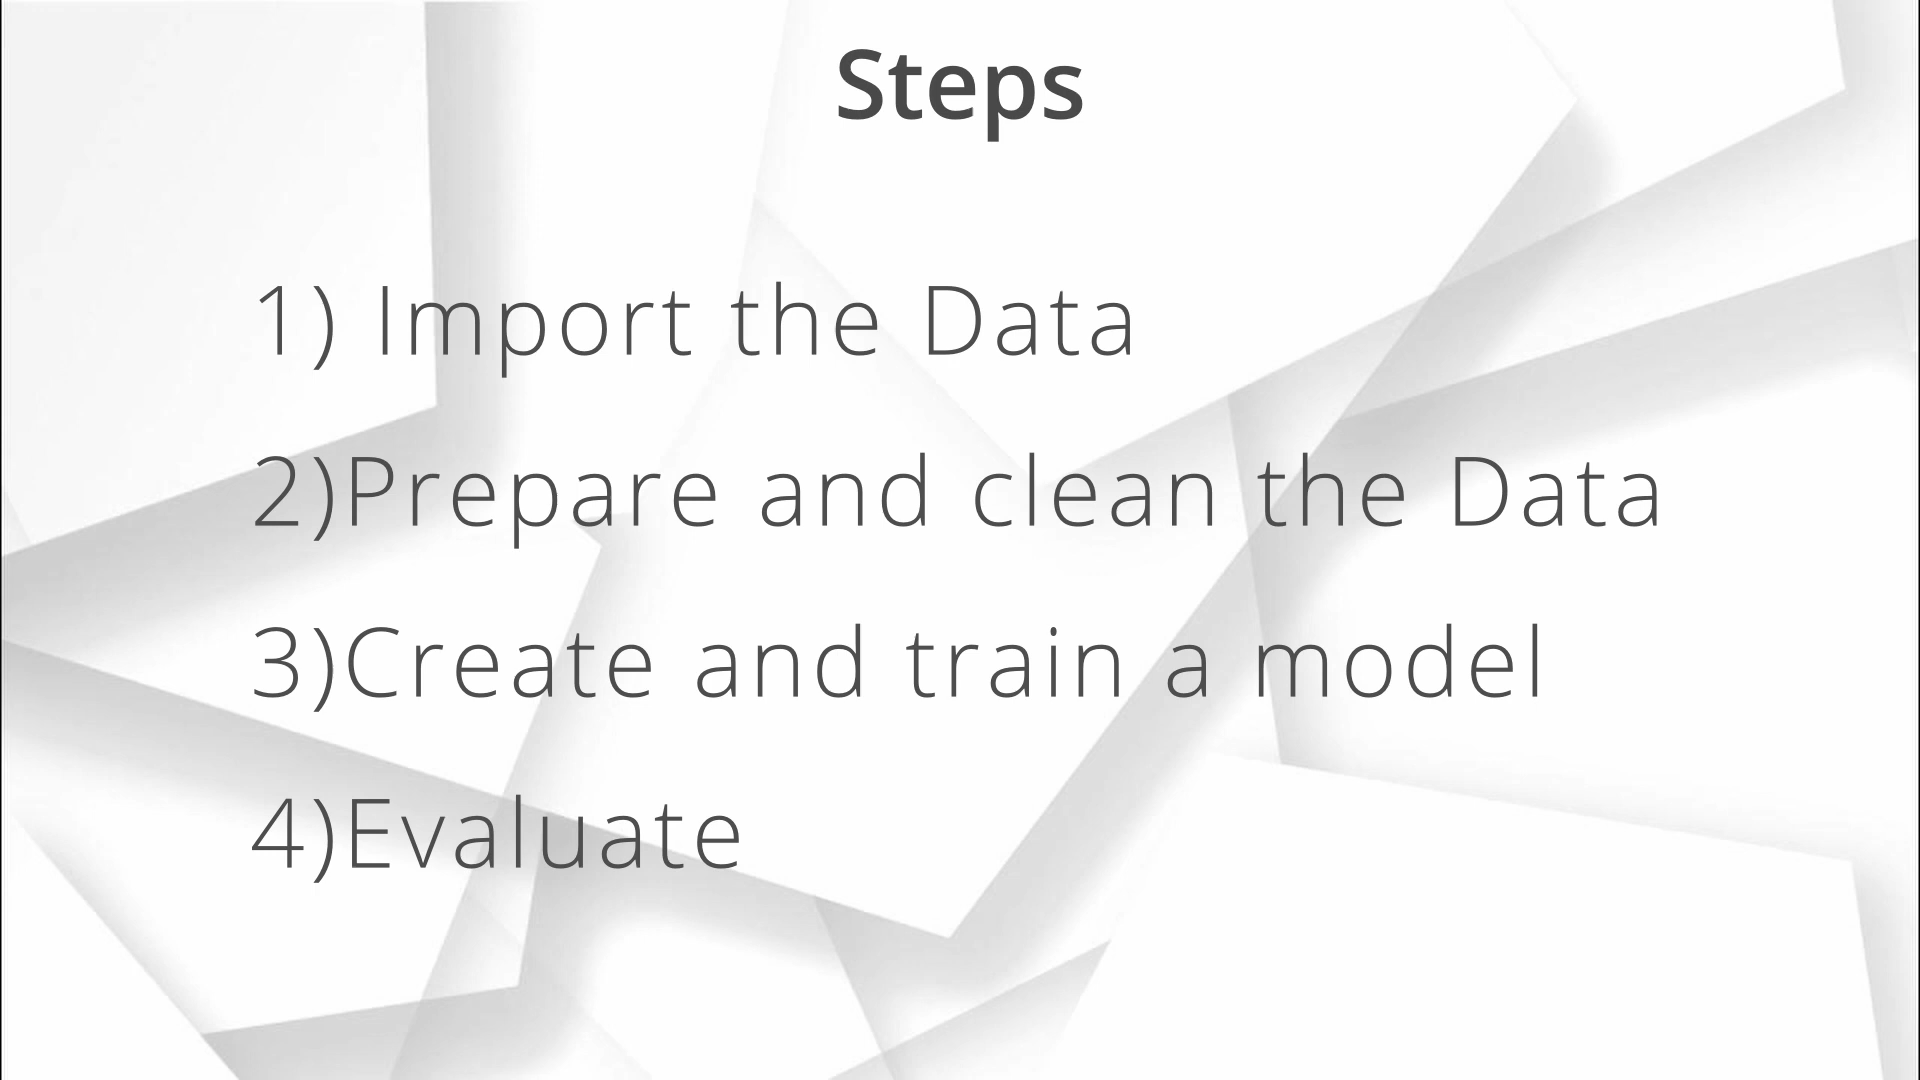 Steps
1) Import the Data
2)Prepare and clean the Data
3)Create and train a model
4)Evaluate